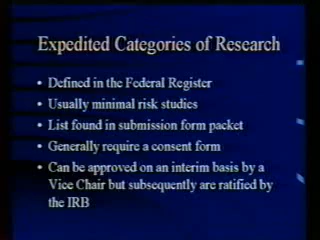 Expedited Categories of Research
• Defined in the Federal Register
• Usually minimal risk studies
• List found in submission form packet
• Generally require a consent form
• Can be approved on an interim basis by a
Vice Chair but subsequently are ratified by
the IRB